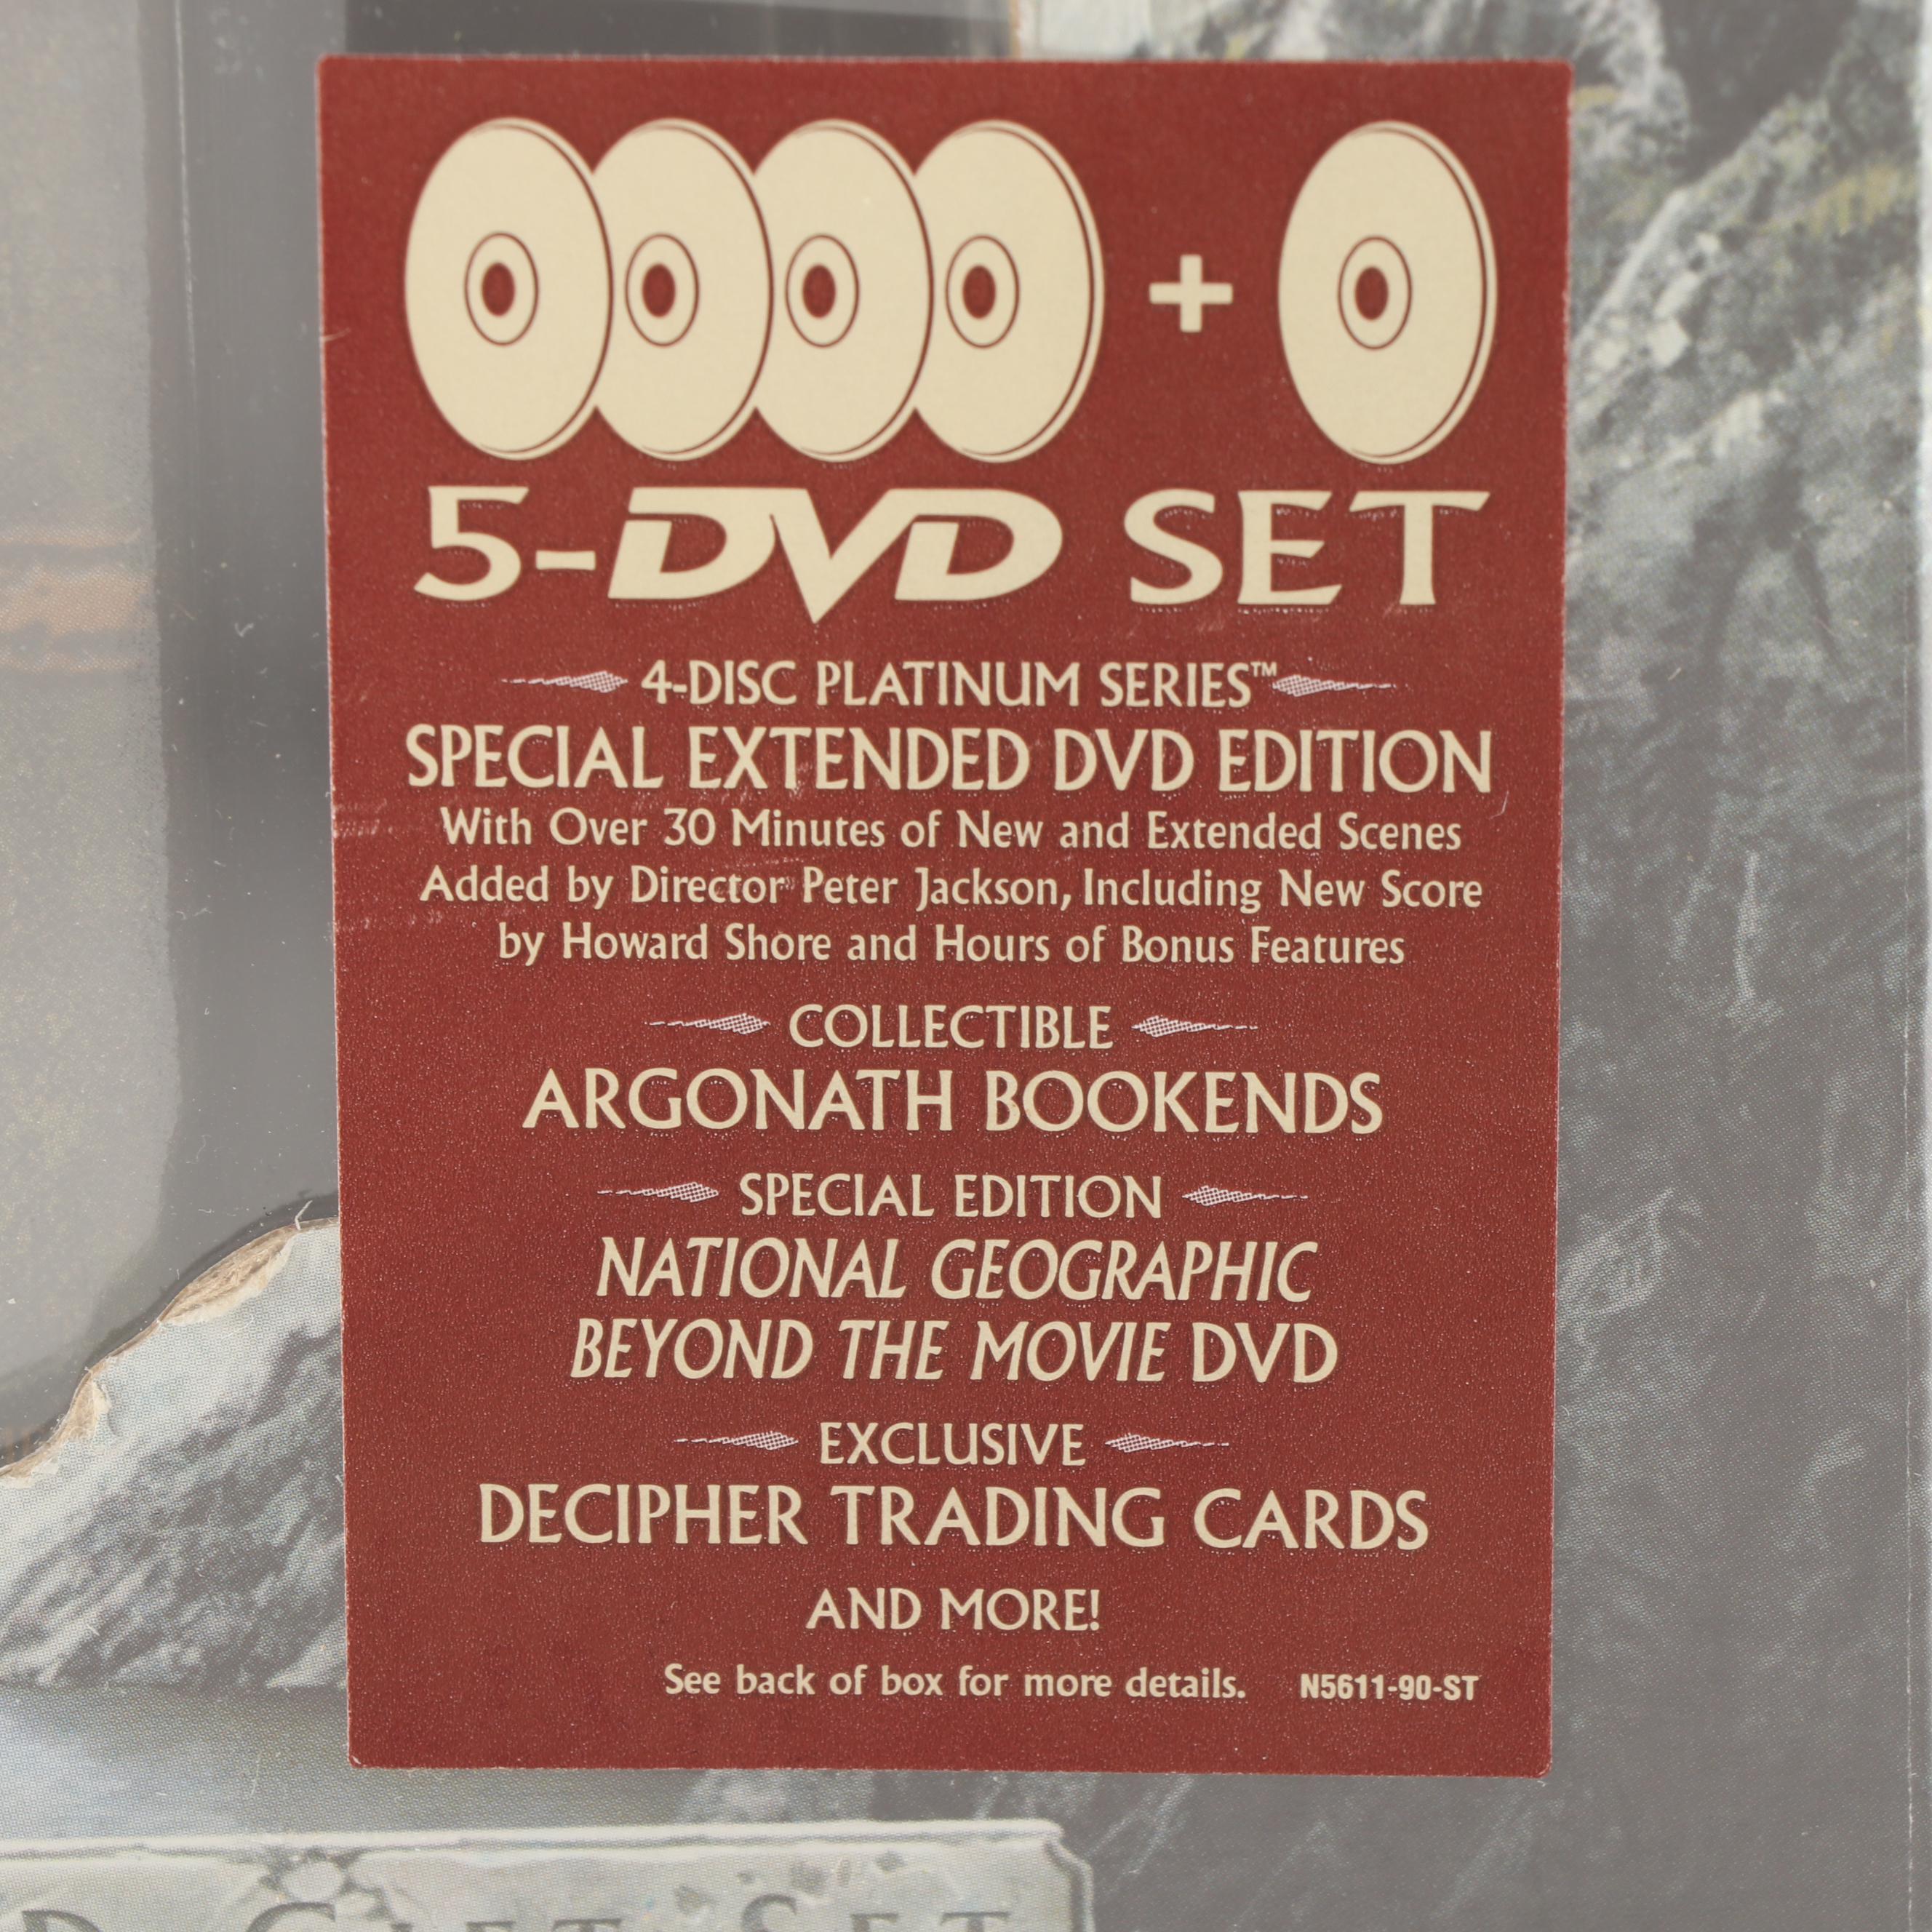 5-DVD SET
4-DISC PLATINUM SERIES™
SPECIAL EXTENDED DVD EDITION
With Over 30 Minutes of New and Extended Scenes
Added by Director Peter Jackson, Including New Score
by Howard Shore and Hours of Bonus Features
COLLECTIBLE
ARGONATH BOOKENDS
SPECIAL EDITION
NATIONAL GEOGRAPHIC
BEYOND THE MOVIE DVD
EXCLUSIVE
DECIPHER TRADING CARDS
AND MORE!
See back of box for more details. N5611-90-ST
GIFT SET